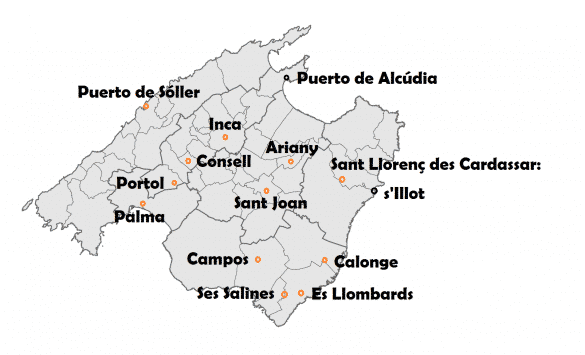 Puerto de Alcúdia
Puerto de Sóller
Inca
Ariany
Consell
Sant Llorenç des Cardassar:
Portol
s'Illot
Sant Joan
Palma
Campos
Calonge
Ses Salines
Es Llombards